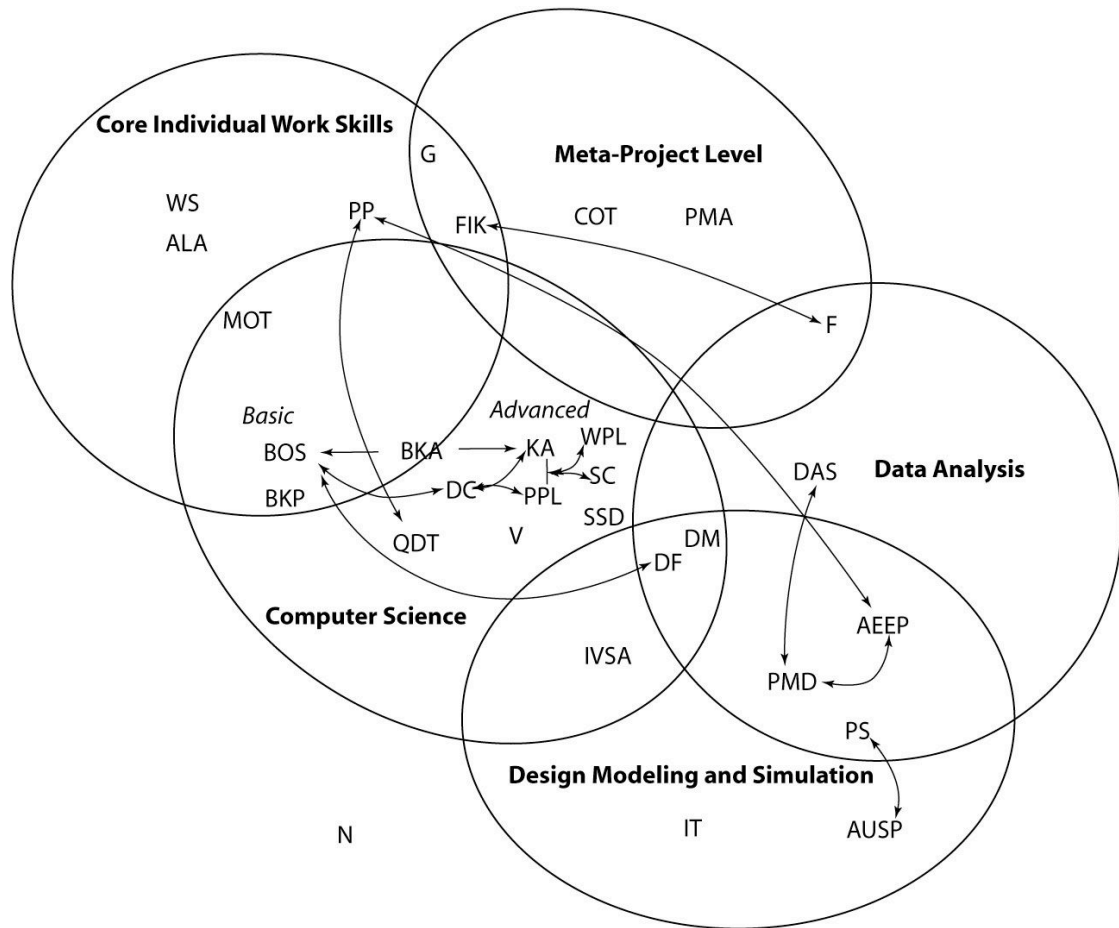 Core Individual Work Skills
Meta-Project Level
G
WS
PP
FIK
COT
PMA
ALA
MOT
F
Basic
Advanced
WPL
BOS
BKA
KA
DAS
Data Analysis
SC
BKP
DC
PPL
SSD
QDT
V
DM
DF
Computer Science
AEEP
IVSA
PMD
PS
Design Modeling and Simulation
N
IT
AUSP